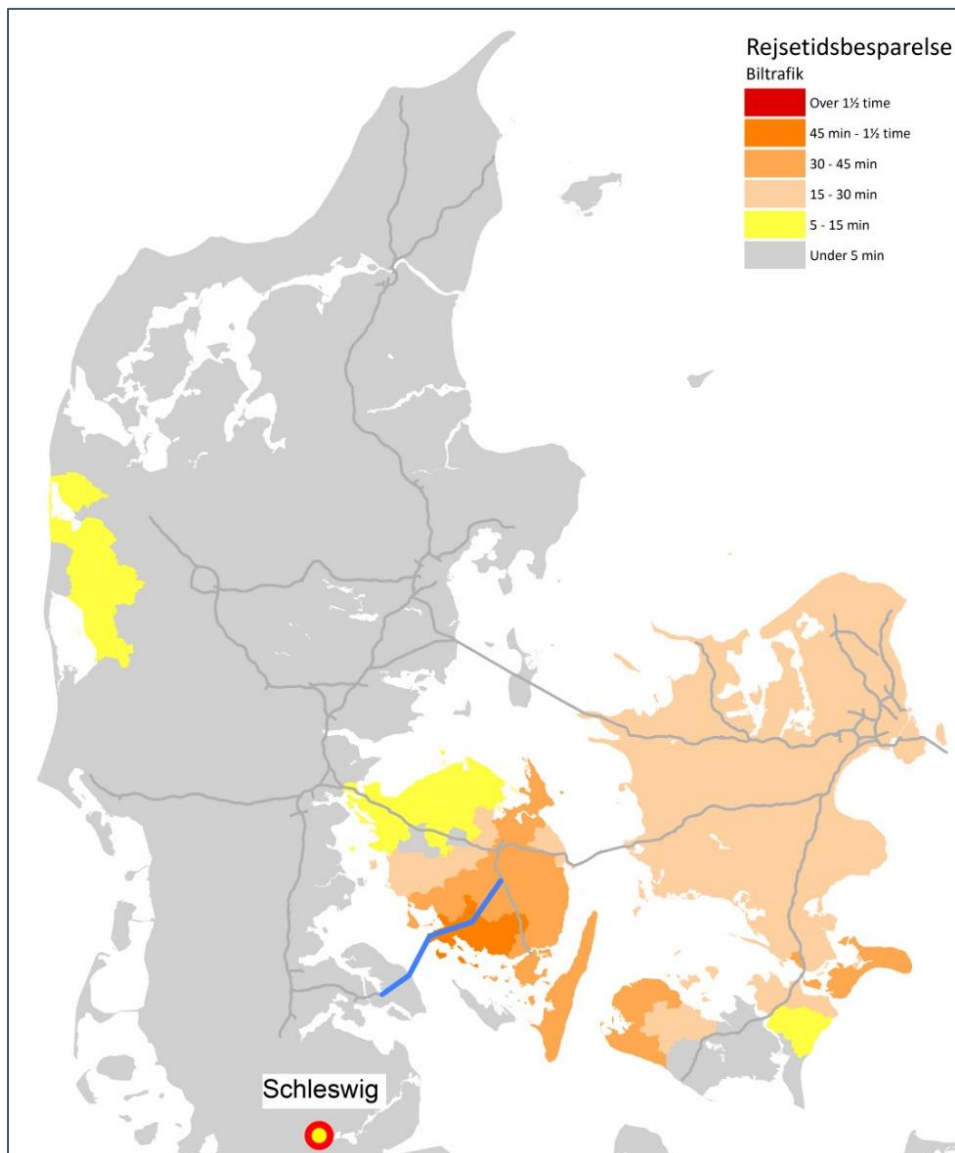 Rejsetidsbesparelse
Biltrafik
Over 1½ time
45 min - 1½ time
30 - 45 min
15 - 30 min
5 - 15 min
Under 5 min
Schleswig